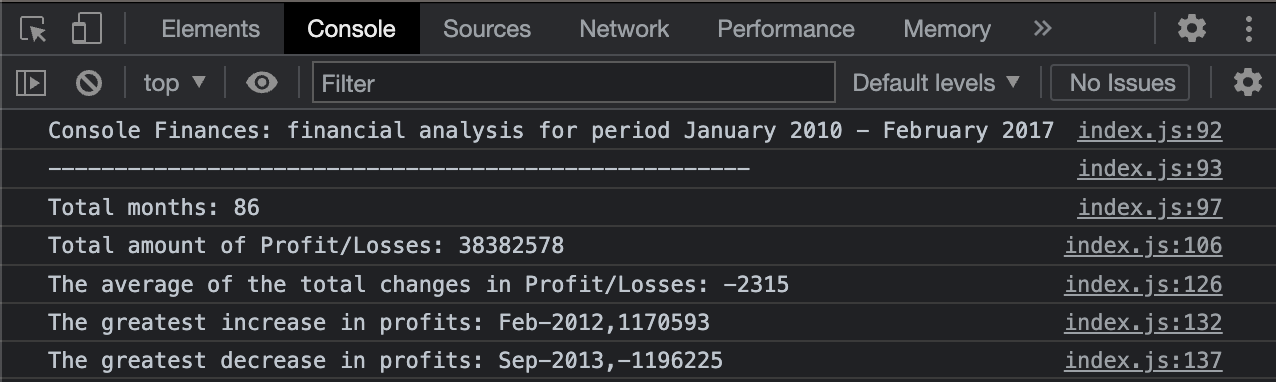 Elements Console Sources Network Performance Memory »
top ▼ Filter Default levels ▼ No Issues
Console Finances: financial analysis for period January 2010 - February 2017 index.js:92
----------------------------------------------------- index.js:93
Total months: 86 index.js:97
Total amount of Profit/Losses: 38382578 index.js:106
The average of the total changes in Profit/Losses: -2315 index.js:126
The greatest increase in profits: Feb-2012,1170593 index.js:132
The greatest decrease in profits: Sep-2013,-1196225 index.js:137